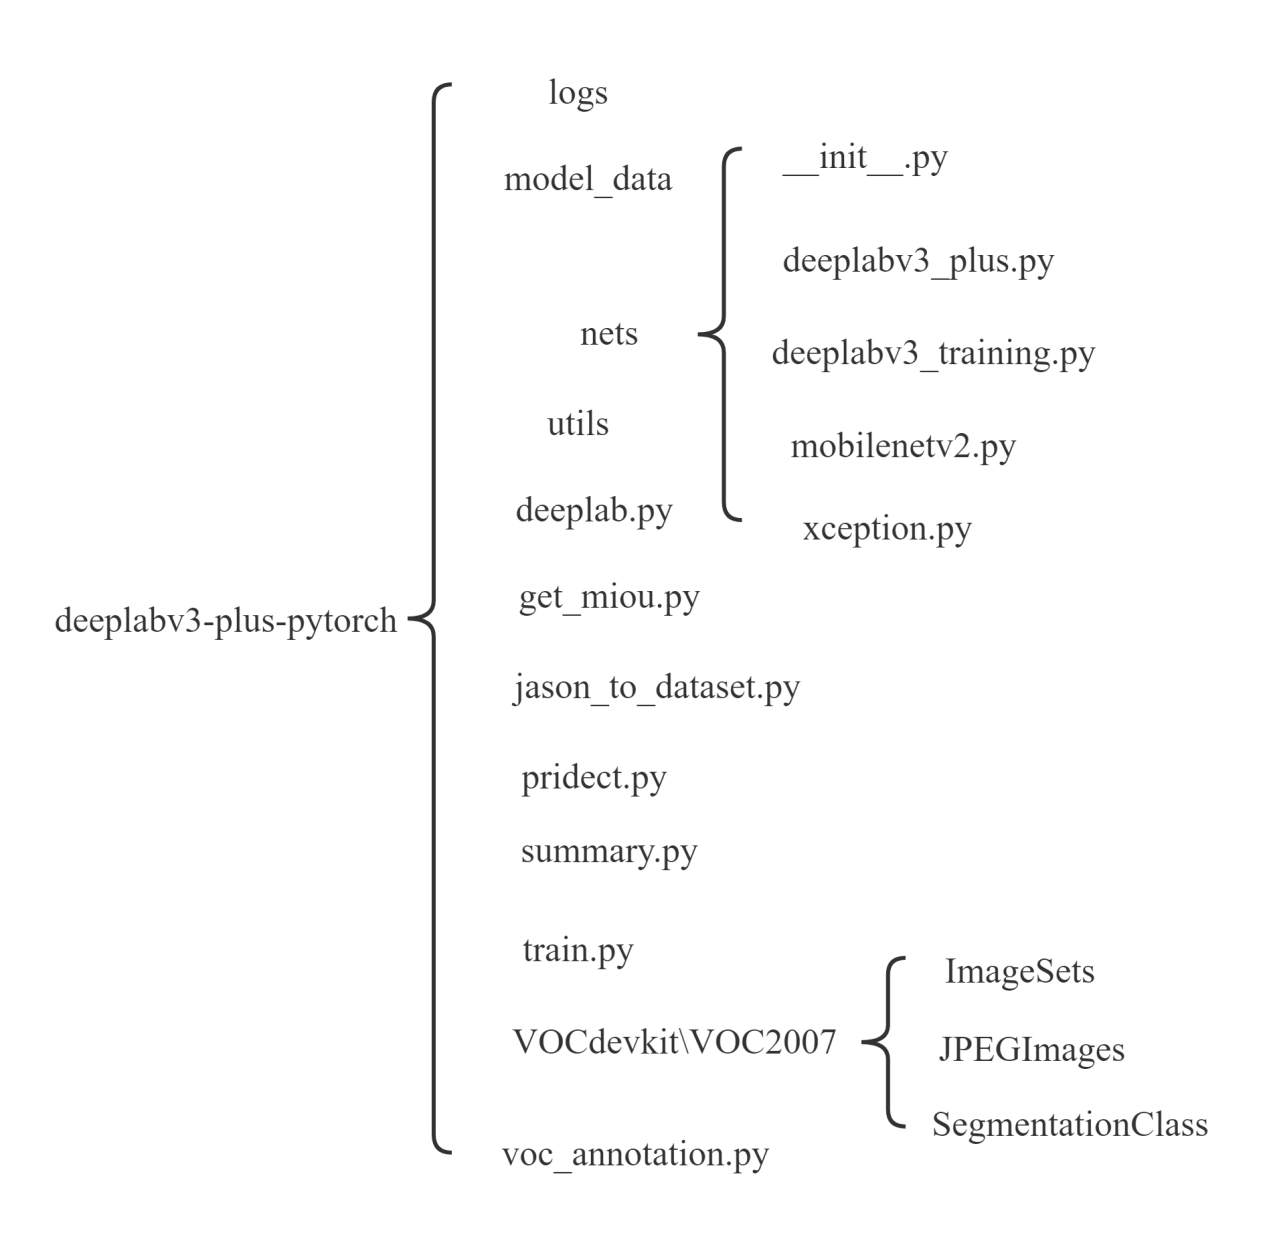 deeplabv3-plus-pytorch
logs
model_data
nets
__init__.py
deeplabv3_plus.py
deeplabv3_training.py
mobilenetv2.py
xception.py
utils
deeplab.py
get_miou.py
jason_to_dataset.py
pridect.py
summary.py
train.py
VOCdevkit\VOC2007
ImageSets
JPEGImages
SegmentationClass
voc_annotation.py